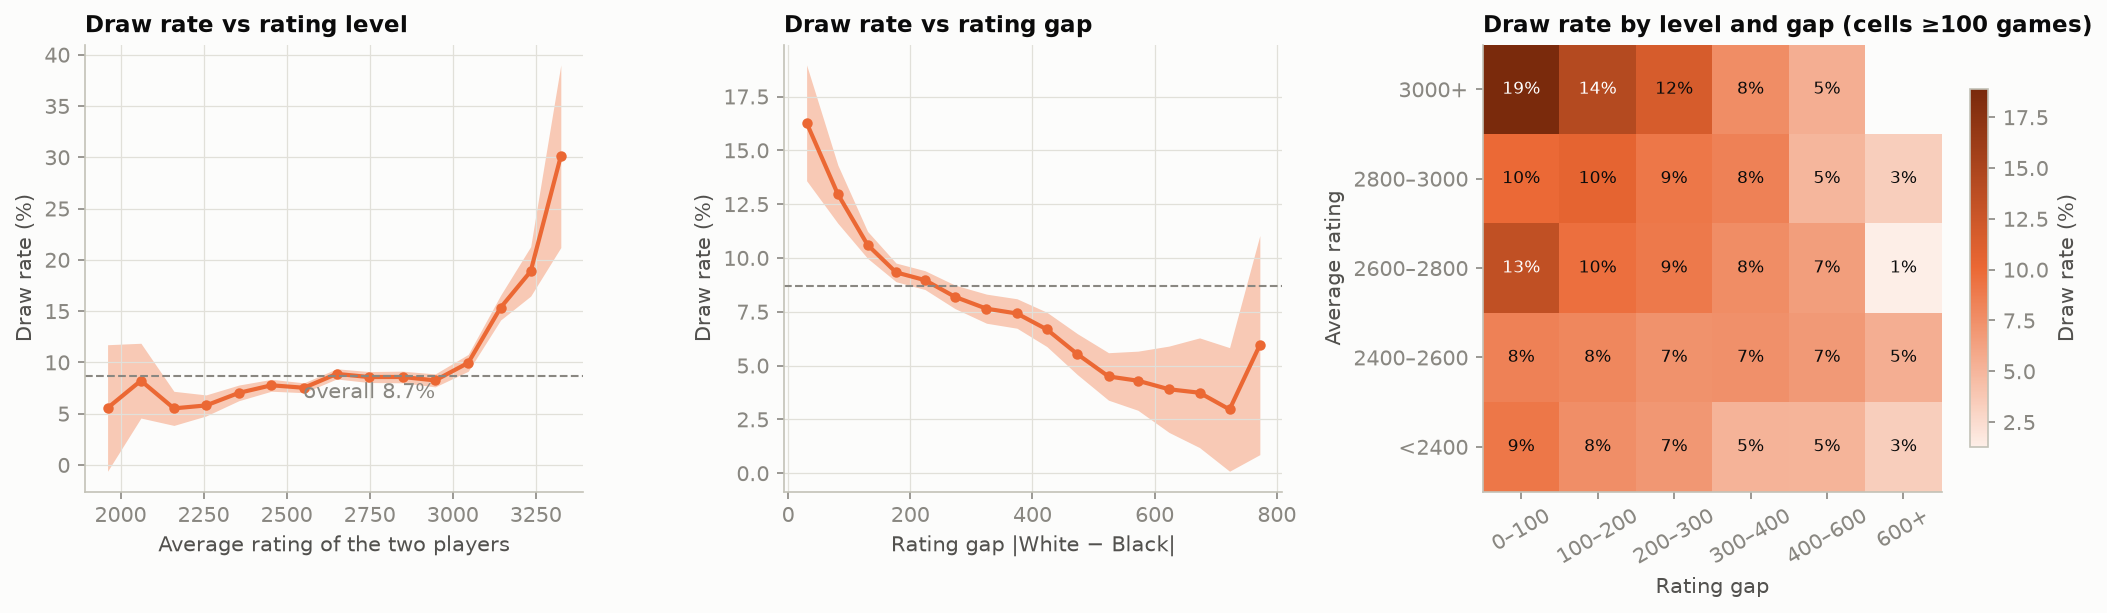 Draw rate vs rating level
40
35
30
25
20
15
10
5
0
Draw rate (%)
overall 8.7%
2000 2250 2500 2750 3000 3250
Average rating of the two players
Draw rate vs rating gap
17.5
15.0
12.5
10.0
7.5
5.0
2.5
0.0
Draw rate (%)
0 200 400 600 800
Rating gap |White − Black|
Draw rate by level and gap (cells ≥100 games)
Average rating
3000+ 19% 14% 12% 8% 5%
2800–3000 10% 10% 9% 8% 5% 3%
2600–2800 13% 10% 9% 8% 7% 1%
2400–2600 8% 8% 7% 7% 7% 5%
<2400 9% 8% 7% 5% 5% 3%
0–100 100–200 200–300 300–400 400–600 600+
Rating gap
17.5
15.0
12.5
10.0
7.5
5.0
2.5
Draw rate (%)